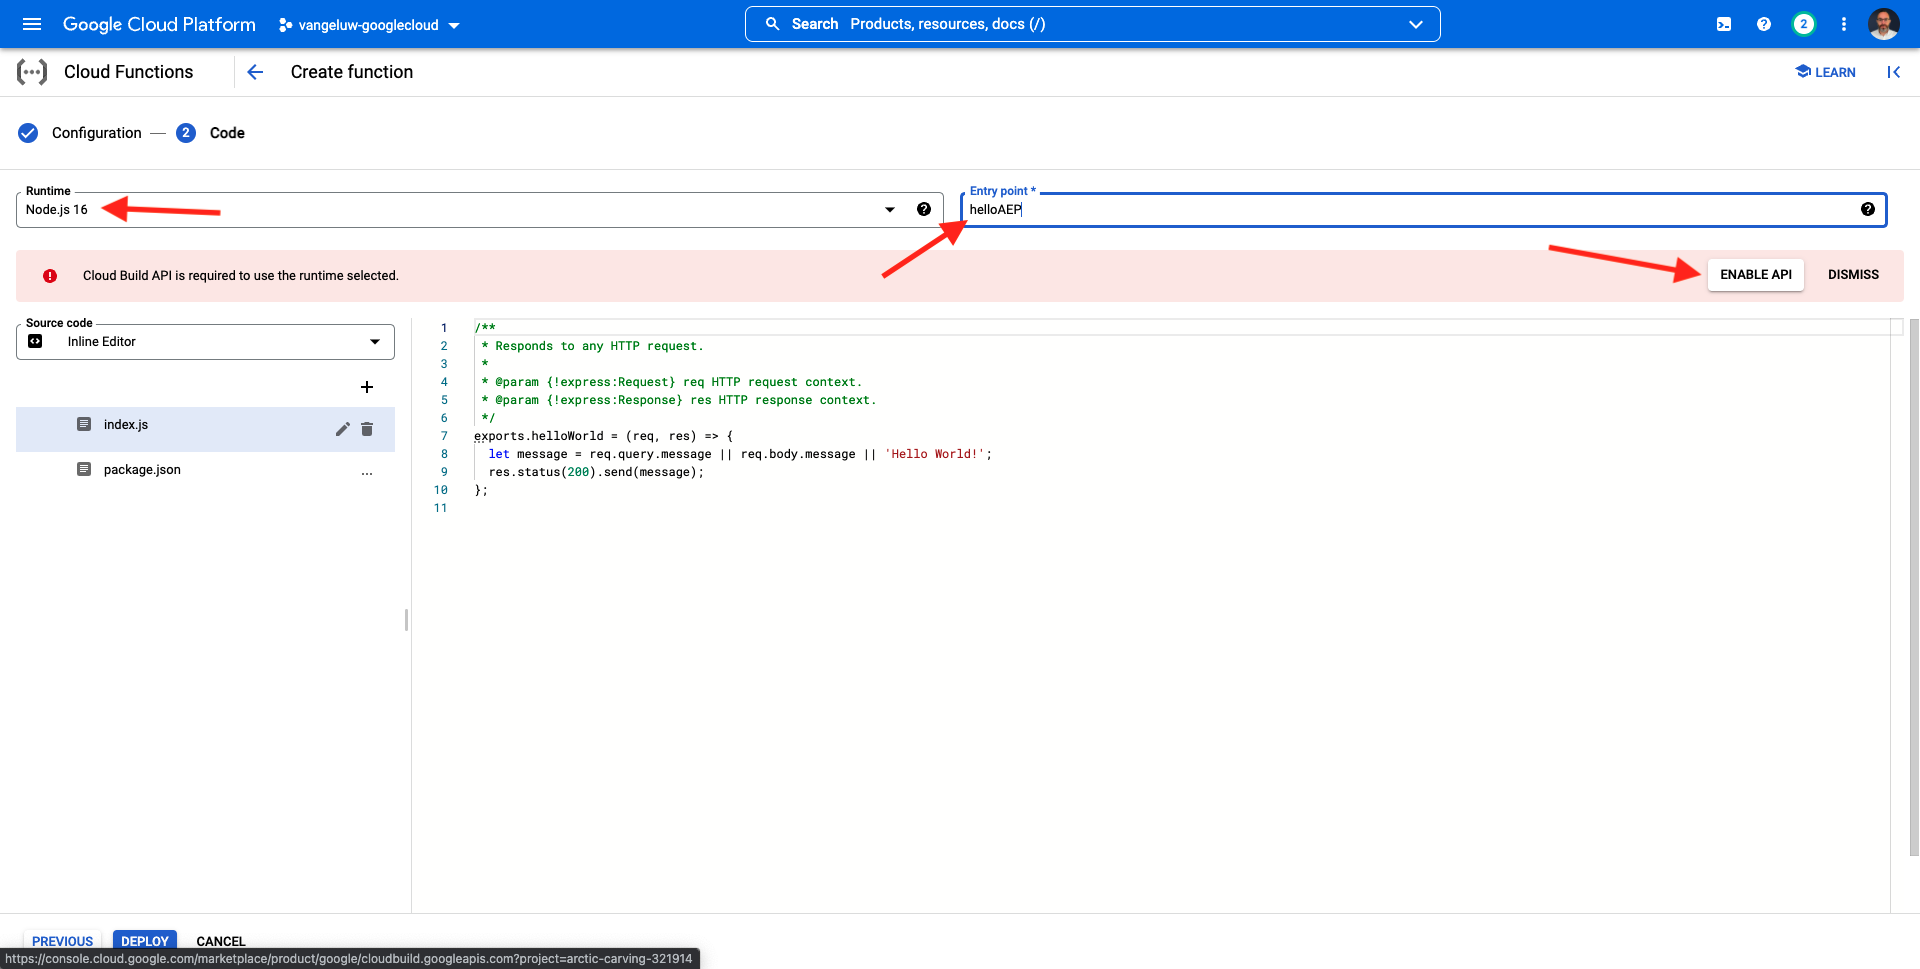 Google Cloud Platform vangeluw-googlecloud Search Products, resources, docs (/) 2
Cloud Functions Create function LEARN
Configuration 2 Code
Runtime
Node.js 16
Entry point *
helloAEP
Cloud Build API is required to use the runtime selected. ENABLE API DISMISS
Source code
Inline Editor
index.js
package.json
1 /**
2 * Responds to any HTTP request.
3 *
4 * @param {!express:Request} req HTTP request context.
5 * @param {!express:Response} res HTTP response context.
6 */
7 exports.helloWorld = (req, res) => {
8 let message = req.query.message || req.body.message || 'Hello World!';
9 res.status(200).send(message);
10 };
11
PREVIOUS DEPLOY CANCEL
https://console.cloud.google.com/marketplace/product/google/cloudbuild.googleapis.com?project=arctic-carving-321914